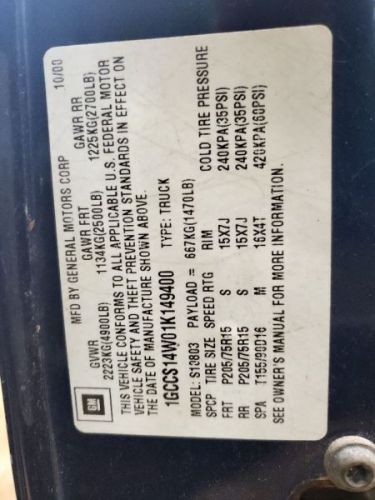 GM
MFD BY GENERAL MOTORS CORP 10/00
GVWR GAWR FRT GAWR RR
2223KG(4900LB) 1134KG(2500LB) 1225KG(2700LB)
THIS VEHICLE CONFORMS TO ALL APPLICABLE U.S. FEDERAL MOTOR
VEHICLE SAFETY AND THEFT PREVENTION STANDARDS IN EFFECT ON
THE DATE OF MANUFACTURE SHOWN ABOVE.
1GCCS14W01K149400 TYPE: TRUCK
MODEL: S10803 PAYLOAD = 667KG(1470LB)
SPCP TIRE SIZE SPEED RTG RIM COLD TIRE PRESSURE
FRT P205/75R15 S 15X7J 240KPA(35PSI)
RR P205/75R15 S 15X7J 240KPA(35PSI)
SPA T155/90D16 M 16X4T 420KPA(60PSI)
SEE OWNER'S MANUAL FOR MORE INFORMATION.